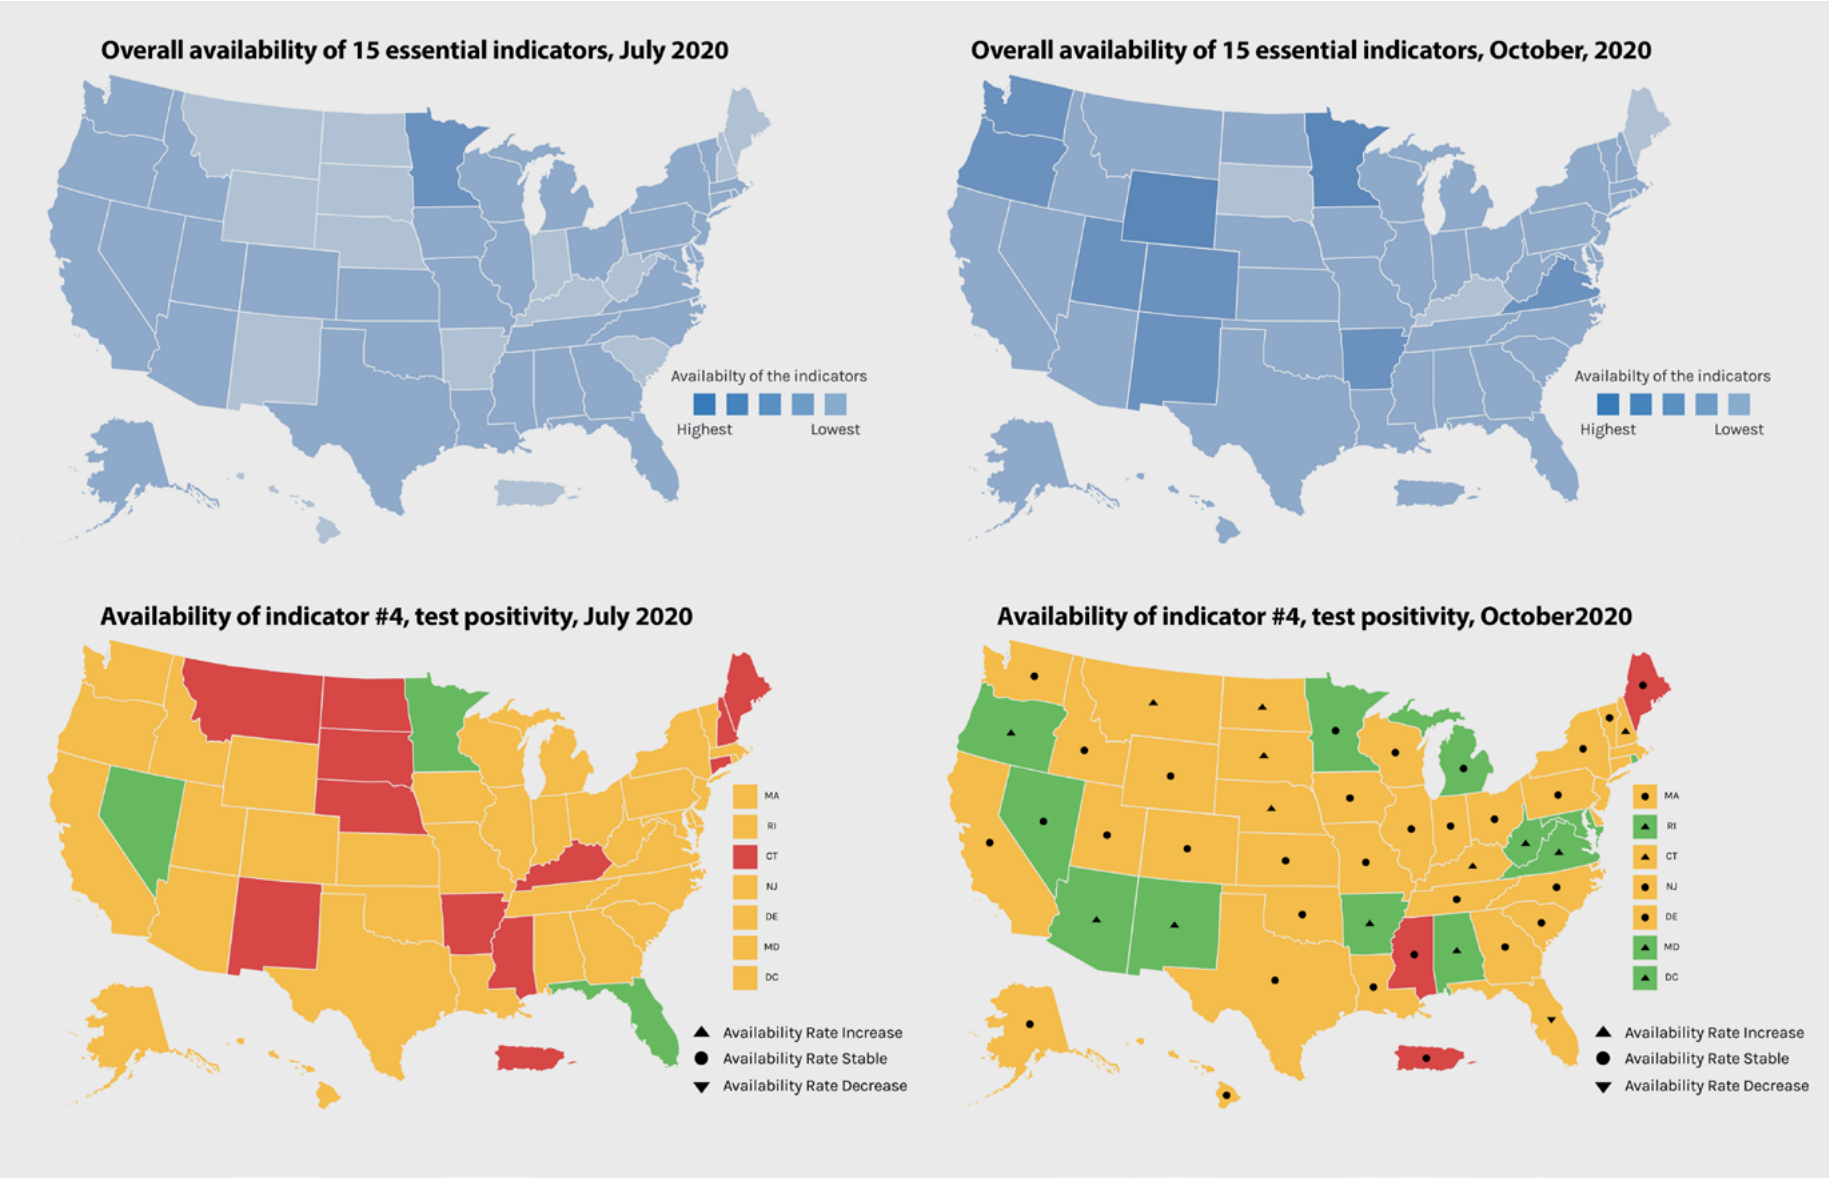 Overall availability of 15 essential indicators, July 2020
Availabilty of the indicators
Highest
Lowest
Overall availability of 15 essential indicators, October, 2020
Availabilty of the indicators
Highest
Lowest
Availability of indicator #4, test positivity, July 2020
MA
RI
CT
NJ
DE
MD
DC
Availability Rate Increase
Availability Rate Stable
Availability Rate Decrease
Availability of indicator #4, test positivity, October2020
MA
RI
CT
NJ
DE
MD
DC
Availability Rate Increase
Availability Rate Stable
Availability Rate Decrease